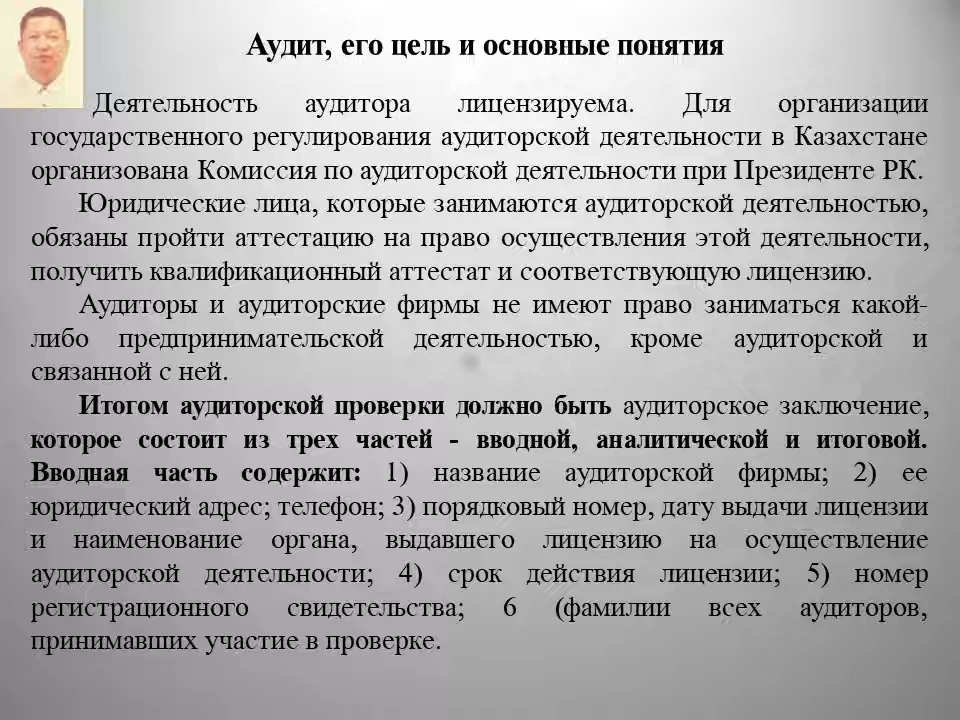 Аудит, его цель и основные понятия
Деятельность аудитора лицензируема. Для организации
государственного регулирования аудиторской деятельности в Казахстане
организована Комиссия по аудиторской деятельности при Президенте РК.
Юридические лица, которые занимаются аудиторской деятельностью,
обязаны пройти аттестацию на право осуществления этой деятельности,
получить квалификационный аттестат и соответствующую лицензию.
Аудиторы и аудиторские фирмы не имеют право заниматься какой-
либо предпринимательской деятельностью, кроме аудиторской и
связанной с ней.
Итогом аудиторской проверки должно быть аудиторское заключение,
которое состоит из трех частей - вводной, аналитической и итоговой.
Вводная часть содержит: 1) название аудиторской фирмы; 2) ее
юридический адрес; телефон; 3) порядковый номер, дату выдачи лицензии
и наименование органа, выдавшего лицензию на осуществление
аудиторской деятельности; 4) срок действия лицензии; 5) номер
регистрационного свидетельства; 6 (фамилии всех аудиторов,
принимавших участие в проверке.